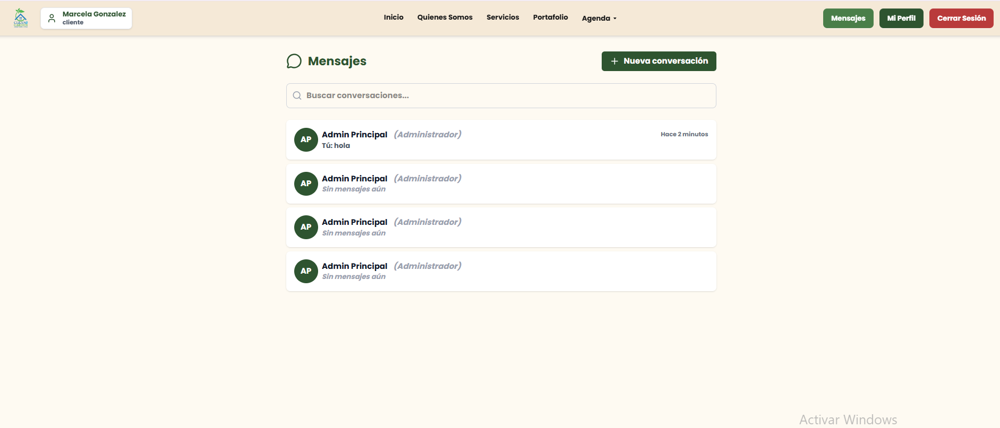 CLEAN&
GARDEN
Marcela Gonzalez
cliente
Inicio
Quienes Somos
Servicios
Portafolio
Agenda
Mensajes
Mi Perfil
Cerrar Sesión
Mensajes
Nueva conversación
Buscar conversaciones...
AP
Admin Principal (Administrador)
Hace 2 minutos
Tú: hola
AP
Admin Principal (Administrador)
Sin mensajes aún
AP
Admin Principal (Administrador)
Sin mensajes aún
AP
Admin Principal (Administrador)
Sin mensajes aún
Activar Windows